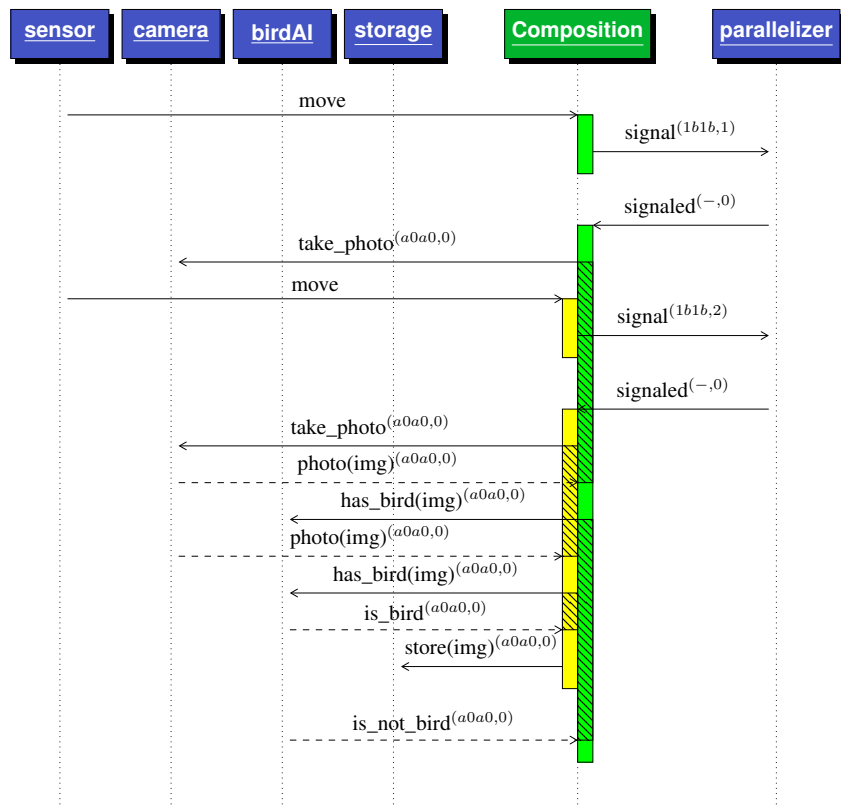 sensor camera birdAI storage Composition parallelizer
move
signal^(1b1b,1)
signaled^(−,0)
take_photo^(a0a0,0)
move
signal^(1b1b,2)
signaled^(−,0)
take_photo^(a0a0,0)
photo(img)^(a0a0,0)
has_bird(img)^(a0a0,0)
photo(img)^(a0a0,0)
has_bird(img)^(a0a0,0)
is_bird^(a0a0,0)
store(img)^(a0a0,0)
is_not_bird^(a0a0,0)